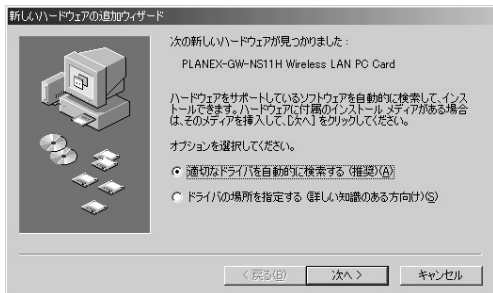 新しいハードウェアの追加ウィザード
次の新しいハードウェアが見つかりました :
PLANEX-GW-NS11H Wireless LAN PC Card
ハードウェアをサポートしているソフトウェアを自動的に検索して、インス
トールできます。ハードウェアに付属のインストール メディアがある場合
は、そのメディアを挿入して、[次へ] をクリックしてください。
オプションを選択してください。
適切なドライバを自動的に検索する (推奨)(A)
ドライバの場所を指定する (詳しい知識のある方向け)(S)
< 戻る(B) 次へ > キャンセル